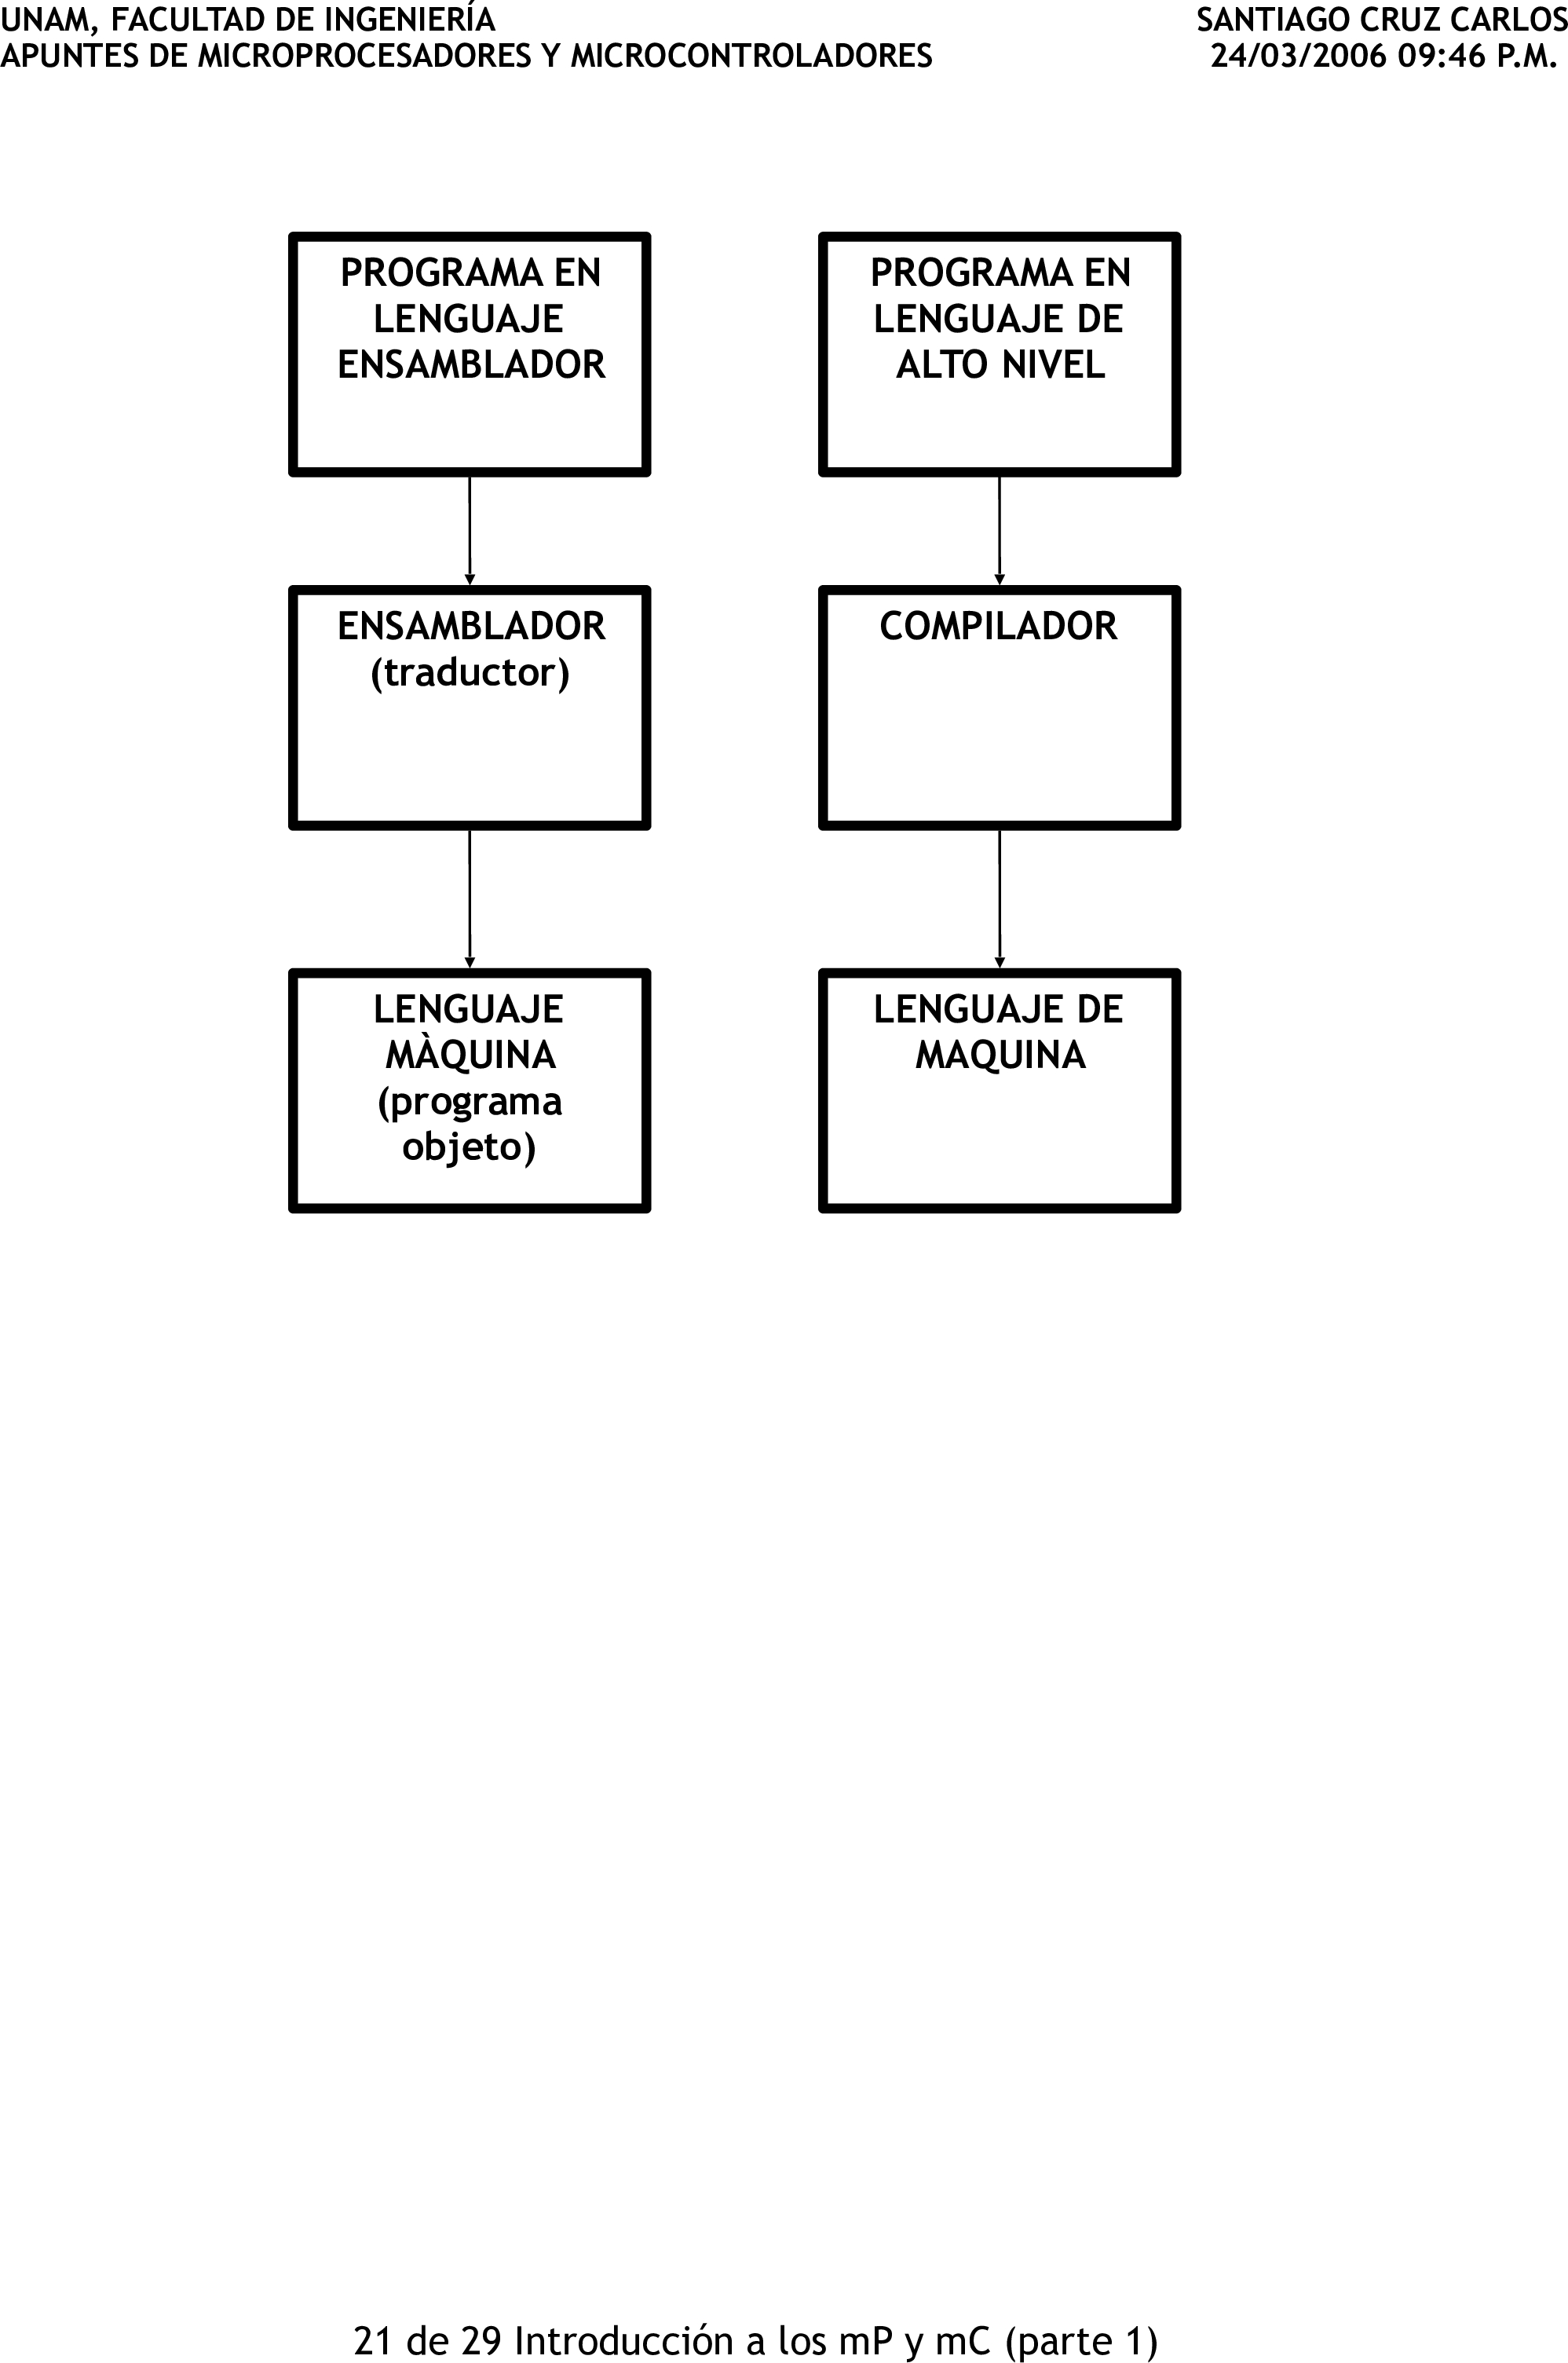 UNAM, FACULTAD DE INGENIERÍA
APUNTES DE MICROPROCESADORES Y MICROCONTROLADORES
SANTIAGO CRUZ CARLOS
24/03/2006 09:46 P.M.
PROGRAMA EN
LENGUAJE
ENSAMBLADOR
ENSAMBLADOR
(traductor)
LENGUAJE
MÀQUINA
(programa
objeto)
PROGRAMA EN
LENGUAJE DE
ALTO NIVEL
COMPILADOR
LENGUAJE DE
MAQUINA
21 de 29 Introducción a los mP y mC (parte 1)